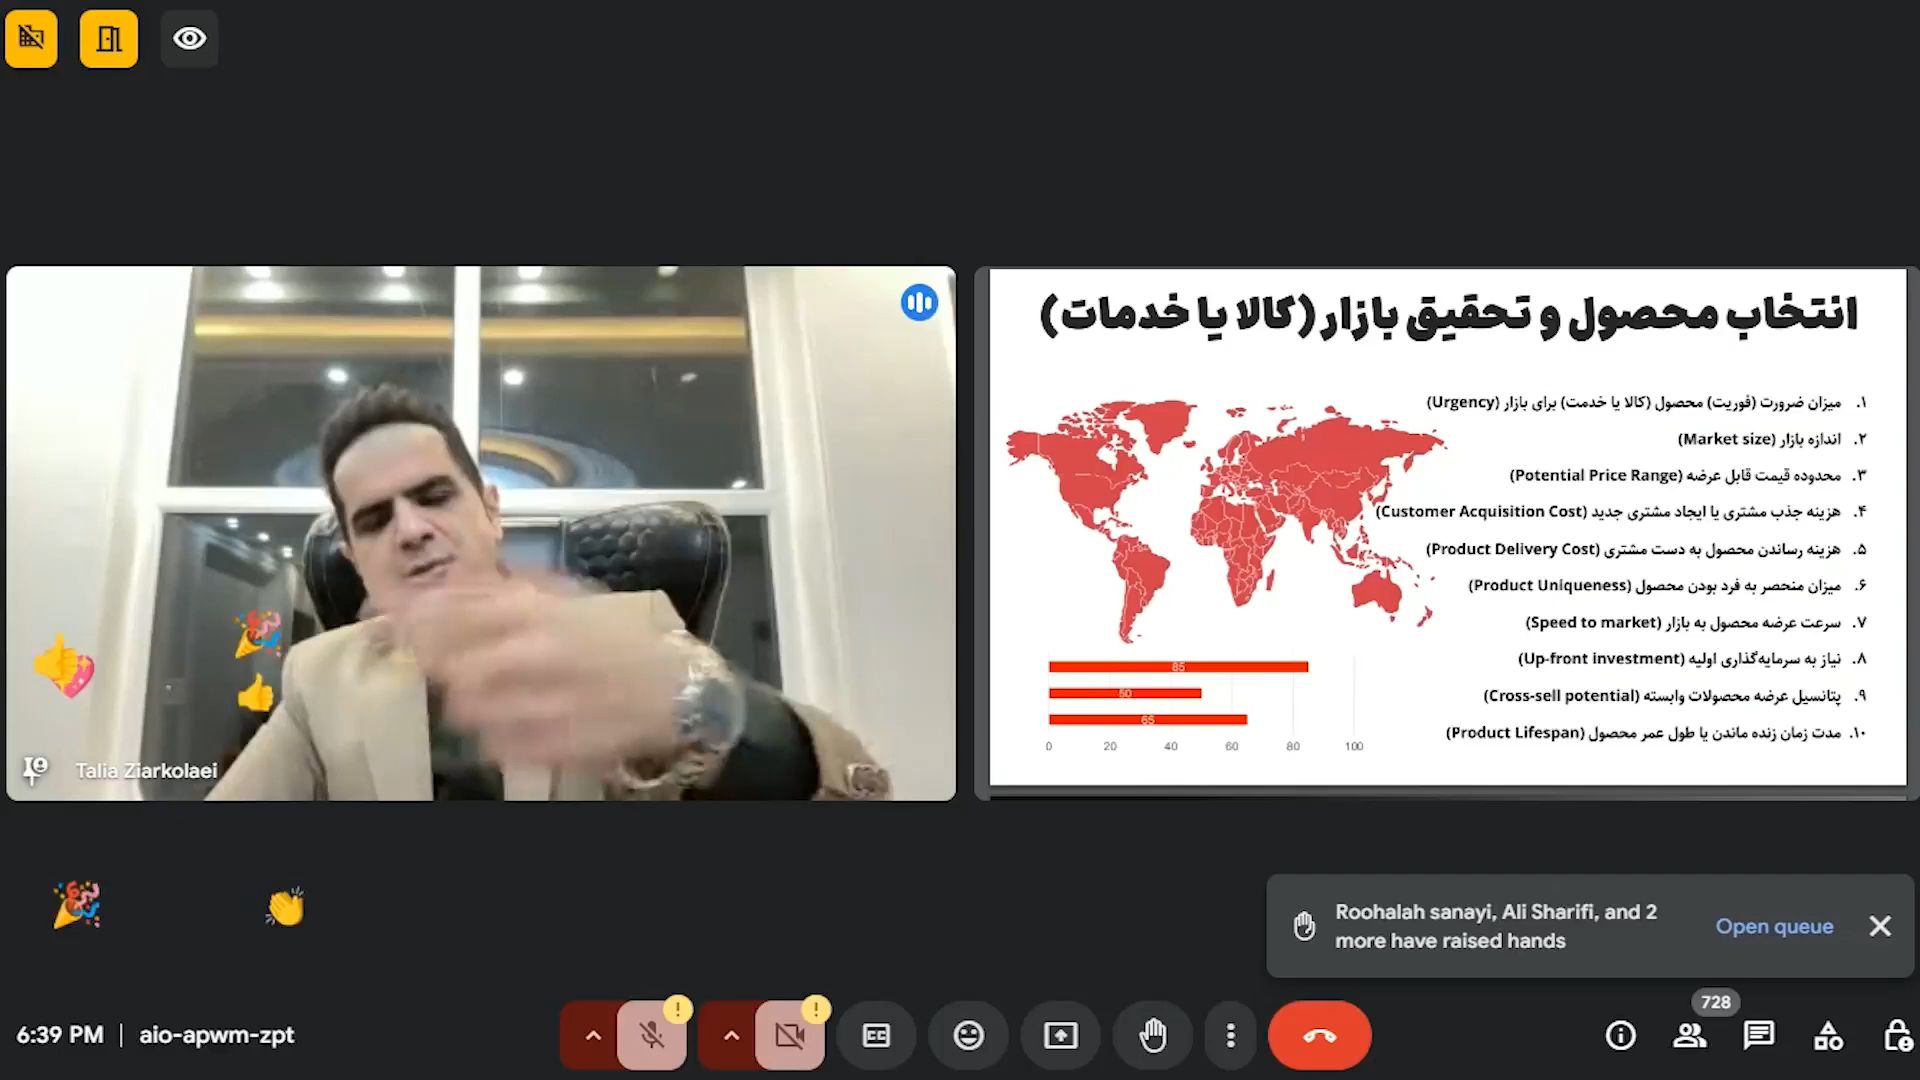 Talia Ziarkolaei
انتخاب محصول و تحقیق بازار (کالا یا خدمات)
۱. میزان ضرورت (فوریت) محصول (کالا یا خدمت) برای بازار (Urgency)
۲. اندازه بازار (Market size)
۳. محدوده قیمت قابل عرضه (Potential Price Range)
۴. هزینه جذب مشتری یا ایجاد مشتری جدید (Customer Acquisition Cost)
۵. هزینه رساندن محصول به دست مشتری (Product Delivery Cost)
۶. میزان منحصر به فرد بودن محصول (Product Uniqueness)
۷. سرعت عرضه محصول به بازار (Speed to market)
۸. نیاز به سرمایه‌گذاری اولیه (Up-front investment)
۹. پتانسیل عرضه محصولات وابسته (Cross-sell potential)
۱۰. مدت زمان زنده ماندن یا طول عمر محصول (Product Lifespan)
85
50
65
0 20 40 60 80 100
Roohalah sanayi, Ali Sharifi, and 2
more have raised hands
Open queue
6:39 PM | aio-apwm-zpt
CC
728